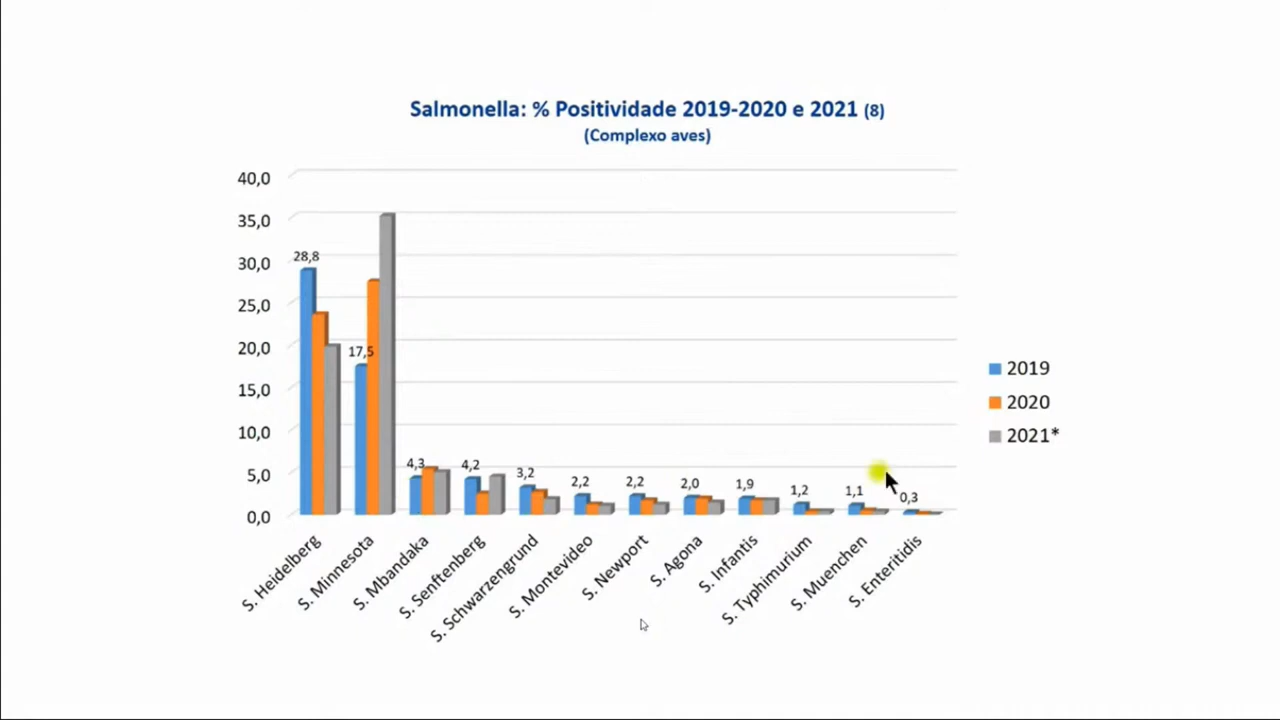 Salmonella: % Positividade 2019-2020 e 2021 (8)
(Complexo aves)
40,0
35,0
30,0
25,0
20,0
15,0
10,0
5,0
0,0
28,8
17,5
4,3
4,2
3,2
2,2
2,2
2,0
1,9
1,2
1,1
0,3
S. Heidelberg
S. Minnesota
S. Mbandaka
S. Senftenberg
S. Schwarzengrund
S. Montevideo
S. Newport
S. Agona
S. Infantis
S. Typhimurium
S. Muenchen
S. Enteritidis
2019
2020
2021*